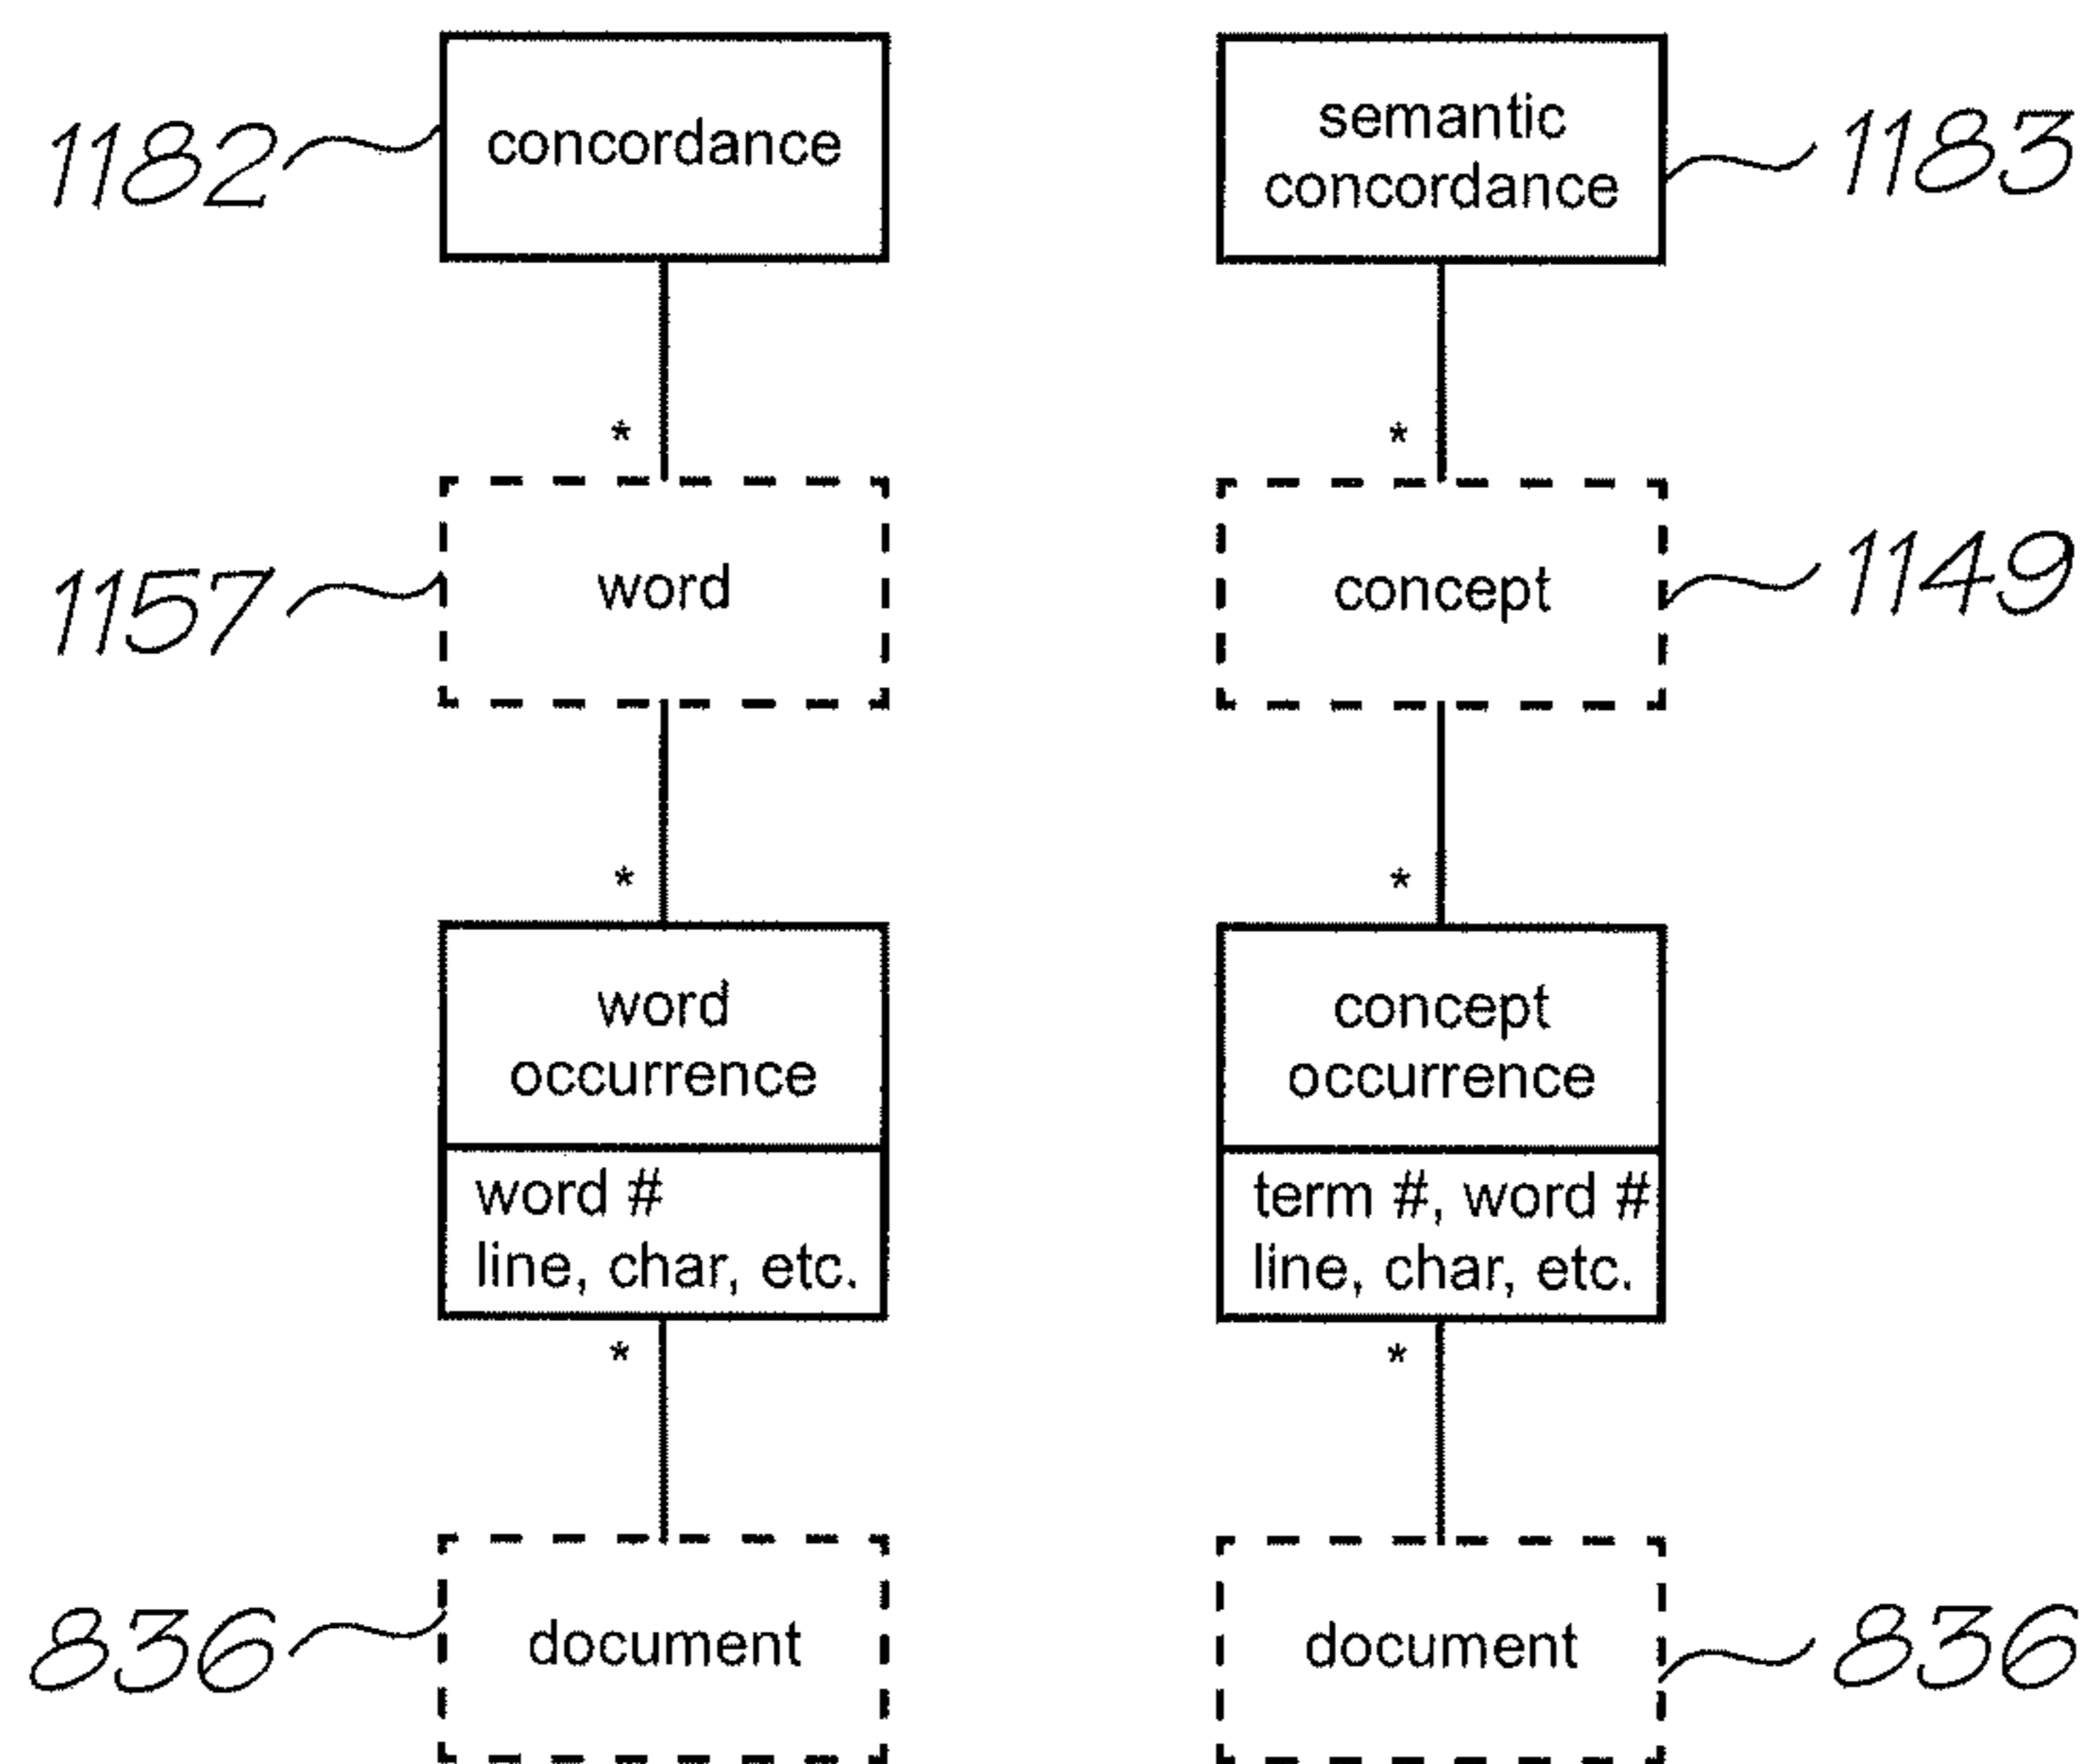 1182
concordance
*
1157
word
*
word
occurrence
word #
line, char, etc.
*
836
document
semantic
concordance
1183
*
concept
1149
*
concept
occurrence
term #, word #
line, char, etc.
*
document
836